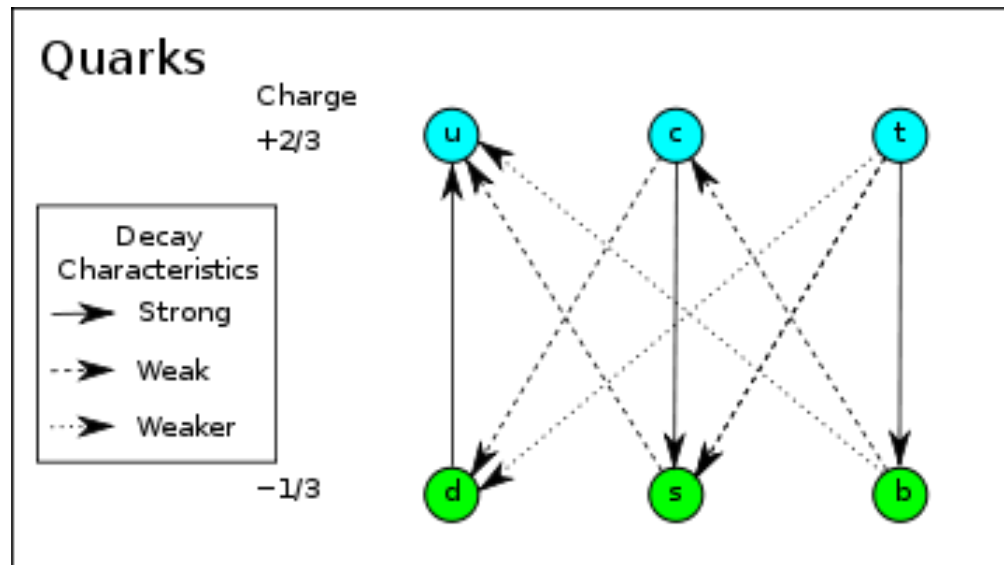 Quarks
Charge
+2/3
u
c
t
Decay
Characteristics
Strong
Weak
Weaker
−1/3
d
s
b